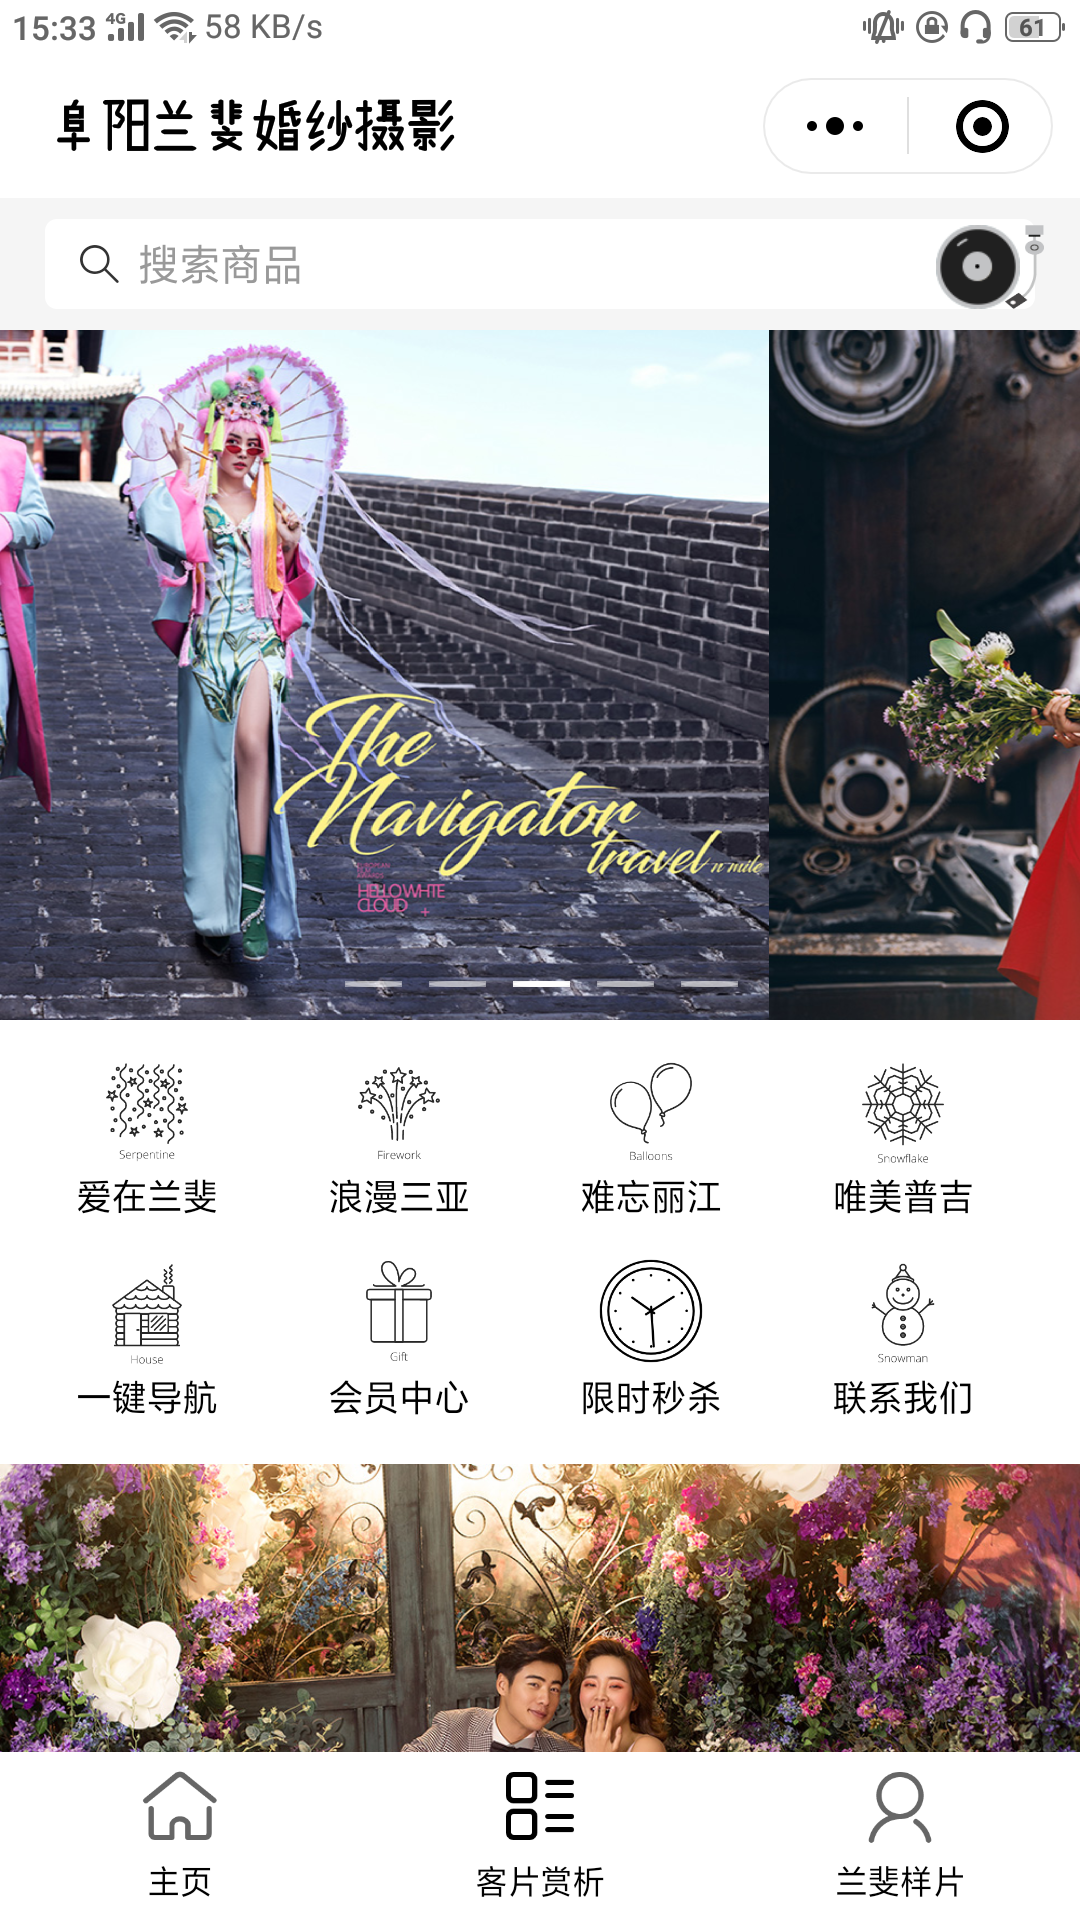 15:33 4G 58 KB/s 61
阜阳兰斐婚纱摄影
搜索商品
The
Navigator
travel n mile
HELLOWHITE
CLOUD +
Serpentine Firework Balloons Snowflake
爱在兰斐 浪漫三亚 难忘丽江 唯美普吉
House Gift Snowman
一键导航 会员中心 限时秒杀 联系我们
主页 客片赏析 兰斐样片